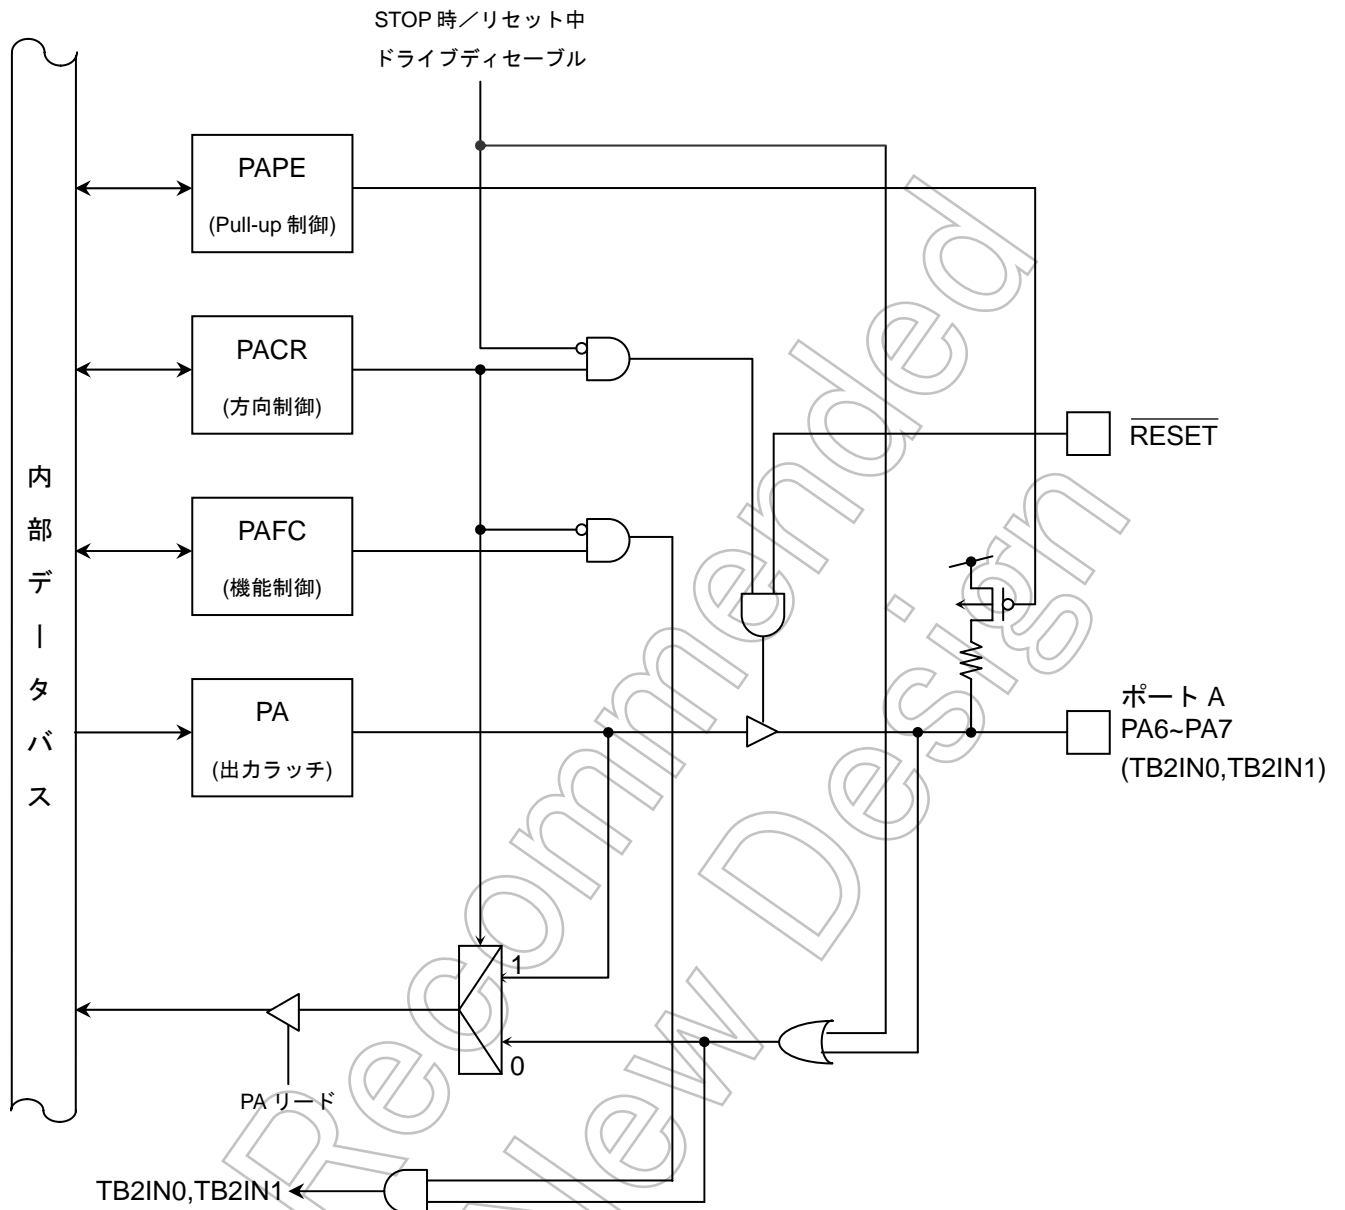 STOP 時／リセット中
ドライブディセーブル
PAPE
(Pull-up 制御)
PACR
(方向制御)
RESET
内部データバス
PAFC
(機能制御)
PA
(出力ラッチ)
ポート A
PA6~PA7
(TB2IN0,TB2IN1)
1
0
PA リード
TB2IN0,TB2IN1
Recommended
New Design